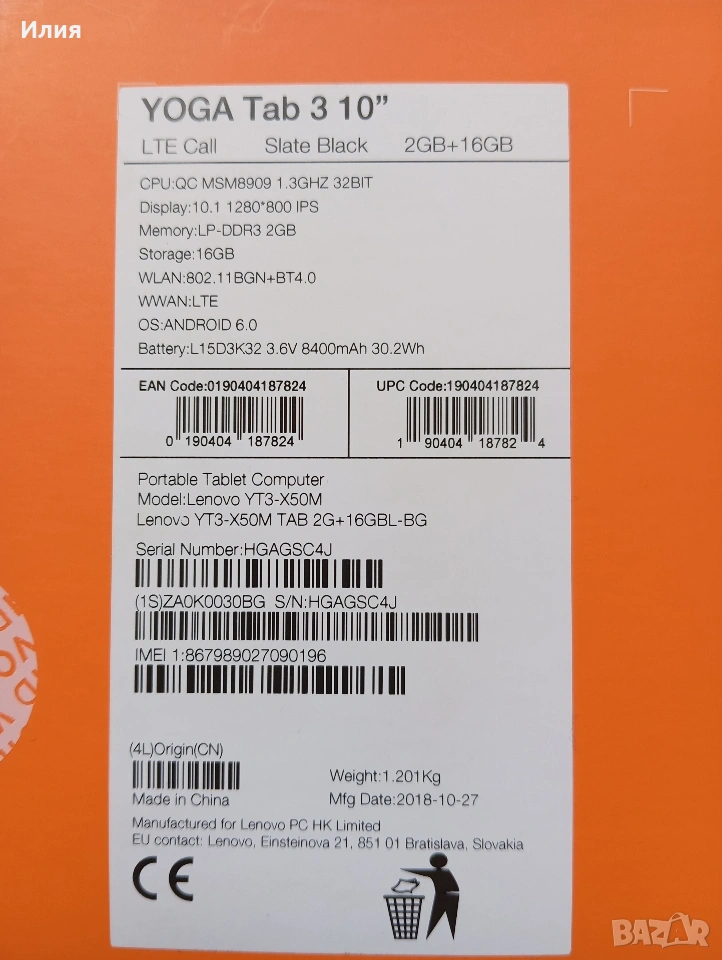 Илия
YOGA Tab 3 10”
LTE Call Slate Black 2GB+16GB
CPU:QC MSM8909 1.3GHZ 32BIT
Display:10.1 1280*800 IPS
Memory:LP-DDR3 2GB
Storage:16GB
WLAN:802.11BGN+BT4.0
WWAN:LTE
OS:ANDROID 6.0
Battery:L15D3K32 3.6V 8400mAh 30.2Wh
EAN Code:0190404187824 UPC Code:190404187824
0 190404 187824 1 90404 18782 4
Portable Tablet Computer
Model:Lenovo YT3-X50M
Lenovo YT3-X50M TAB 2G+16GBL-BG
Serial Number:HGAGSC4J
(1S)ZA0K0030BG S/N:HGAGSC4J
IMEI 1:867989027090196
(4L)Origin(CN)
Weight:1.201Kg
Made in China Mfg Date:2018-10-27
Manufactured for Lenovo PC HK Limited
EU contact: Lenovo, Einsteinova 21, 851 01 Bratislava, Slovakia
CE
BAZAR